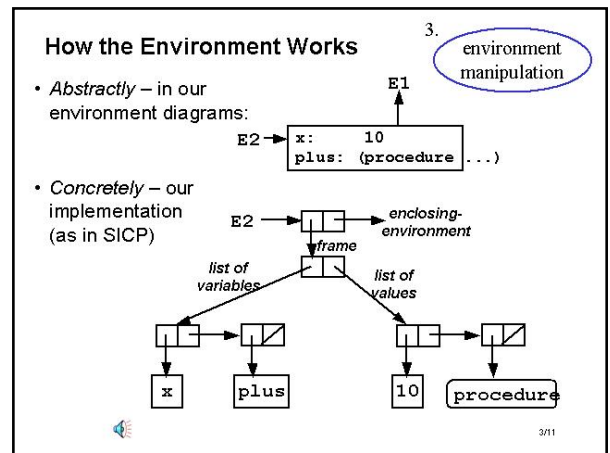 How the Environment Works
3.
environment
manipulation
• Abstractly – in our
environment diagrams:
E1
E2
x: 10
plus: (procedure ...)
• Concretely – our
implementation
(as in SICP)
E2
enclosing-
environment
frame
list of
variables
list of
values
x
plus
10
procedure
3/11